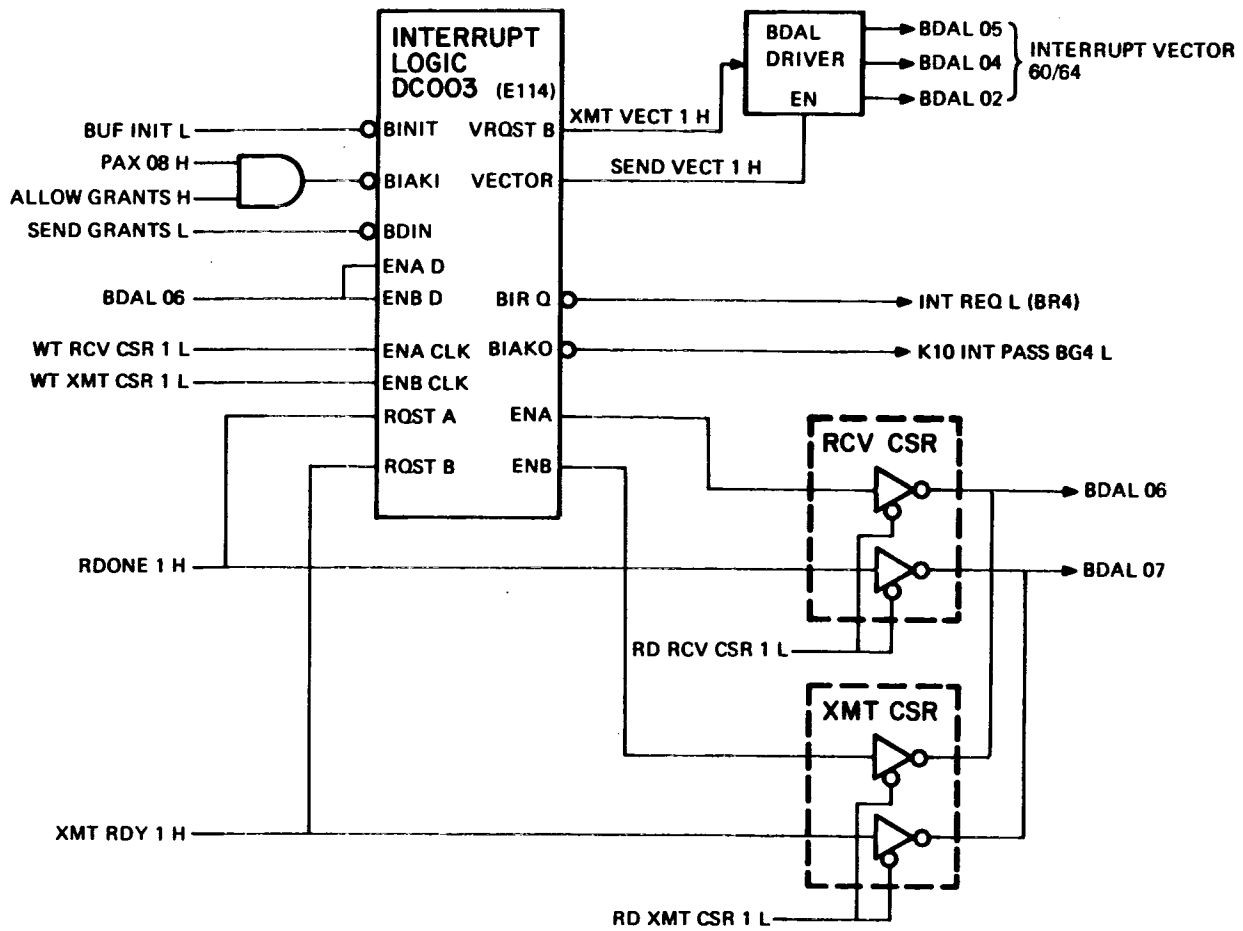 INTERRUPT
LOGIC
DC003 (E114)
BUF INIT L
BINIT
VRQST B
XMT VECT 1 H
BDAL
DRIVER
EN
BDAL 05
BDAL 04
BDAL 02
INTERRUPT VECTOR
60/64
PAX 08 H
ALLOW GRANTS H
BIAKI
VECTOR
SEND VECT 1 H
SEND GRANTS L
BDIN
ENA D
BDAL 06
ENB D
BIR Q
INT REQ L (BR4)
WT RCV CSR 1 L
ENA CLK
BIAKO
K10 INT PASS BG4 L
WT XMT CSR 1 L
ENB CLK
RQST A
ENA
RQST B
ENB
RCV CSR
BDAL 06
RDONE 1 H
BDAL 07
RD RCV CSR 1 L
XMT CSR
XMT RDY 1 H
RD XMT CSR 1 L